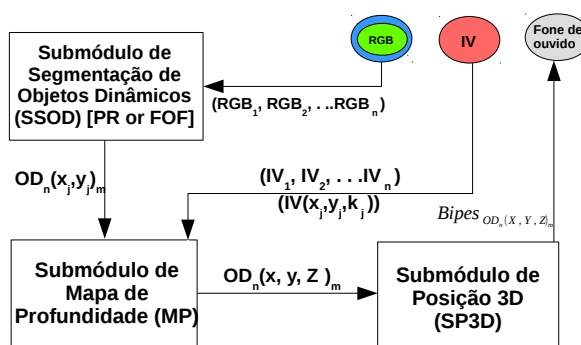 Submódulo de
Segmentação de
Objetos Dinâmicos
(SSOD) [PR or FOF]
RGB
IV
Fone de
ouvido
(RGB1, RGB2, . ..RGBn)
ODn(xj,yj)m
(IV1, IV2, . . .IVn)
(IV(xj,yj,kj))
Bipes ODn(X , Y , Z)m
Submódulo de
Mapa de
Profundidade (MP)
ODn(x, y, Z )m
Submódulo de
Posição 3D
(SP3D)